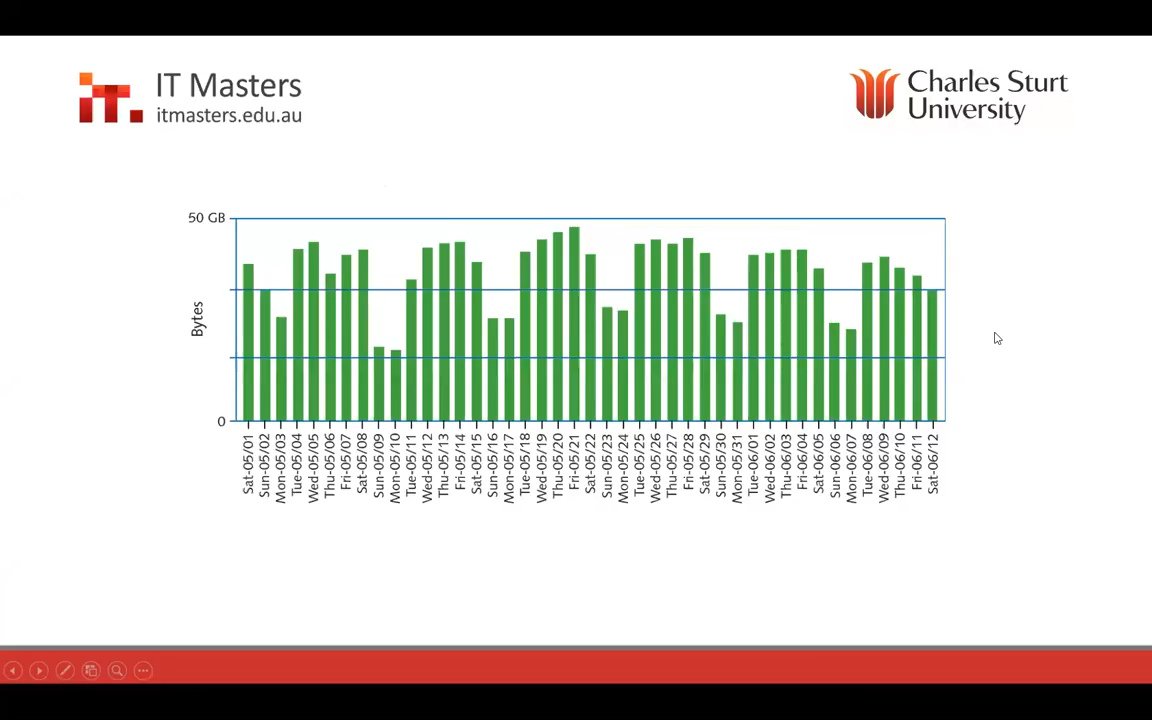 IT Masters
itmasters.edu.au
Charles Sturt
University
50 GB
Bytes
0
Sat-05/01
Sun-05/02
Mon-05/03
Tue-05/04
Wed-05/05
Thu-05/06
Fri-05/07
Sat-05/08
Sun-05/09
Mon-05/10
Tue-05/11
Wed-05/12
Thu-05/13
Fri-05/14
Sat-05/15
Sun-05/16
Mon-05/17
Tue-05/18
Wed-05/19
Thu-05/20
Fri-05/21
Sat-05/22
Sun-05/23
Mon-05/24
Tue-05/25
Wed-05/26
Thu-05/27
Fri-05/28
Sat-05/29
Sun-05/30
Mon-05/31
Tue-06/01
Wed-06/02
Thu-06/03
Fri-06/04
Sat-06/05
Sun-06/06
Mon-06/07
Tue-06/08
Wed-06/09
Thu-06/10
Fri-06/11
Sat-06/12